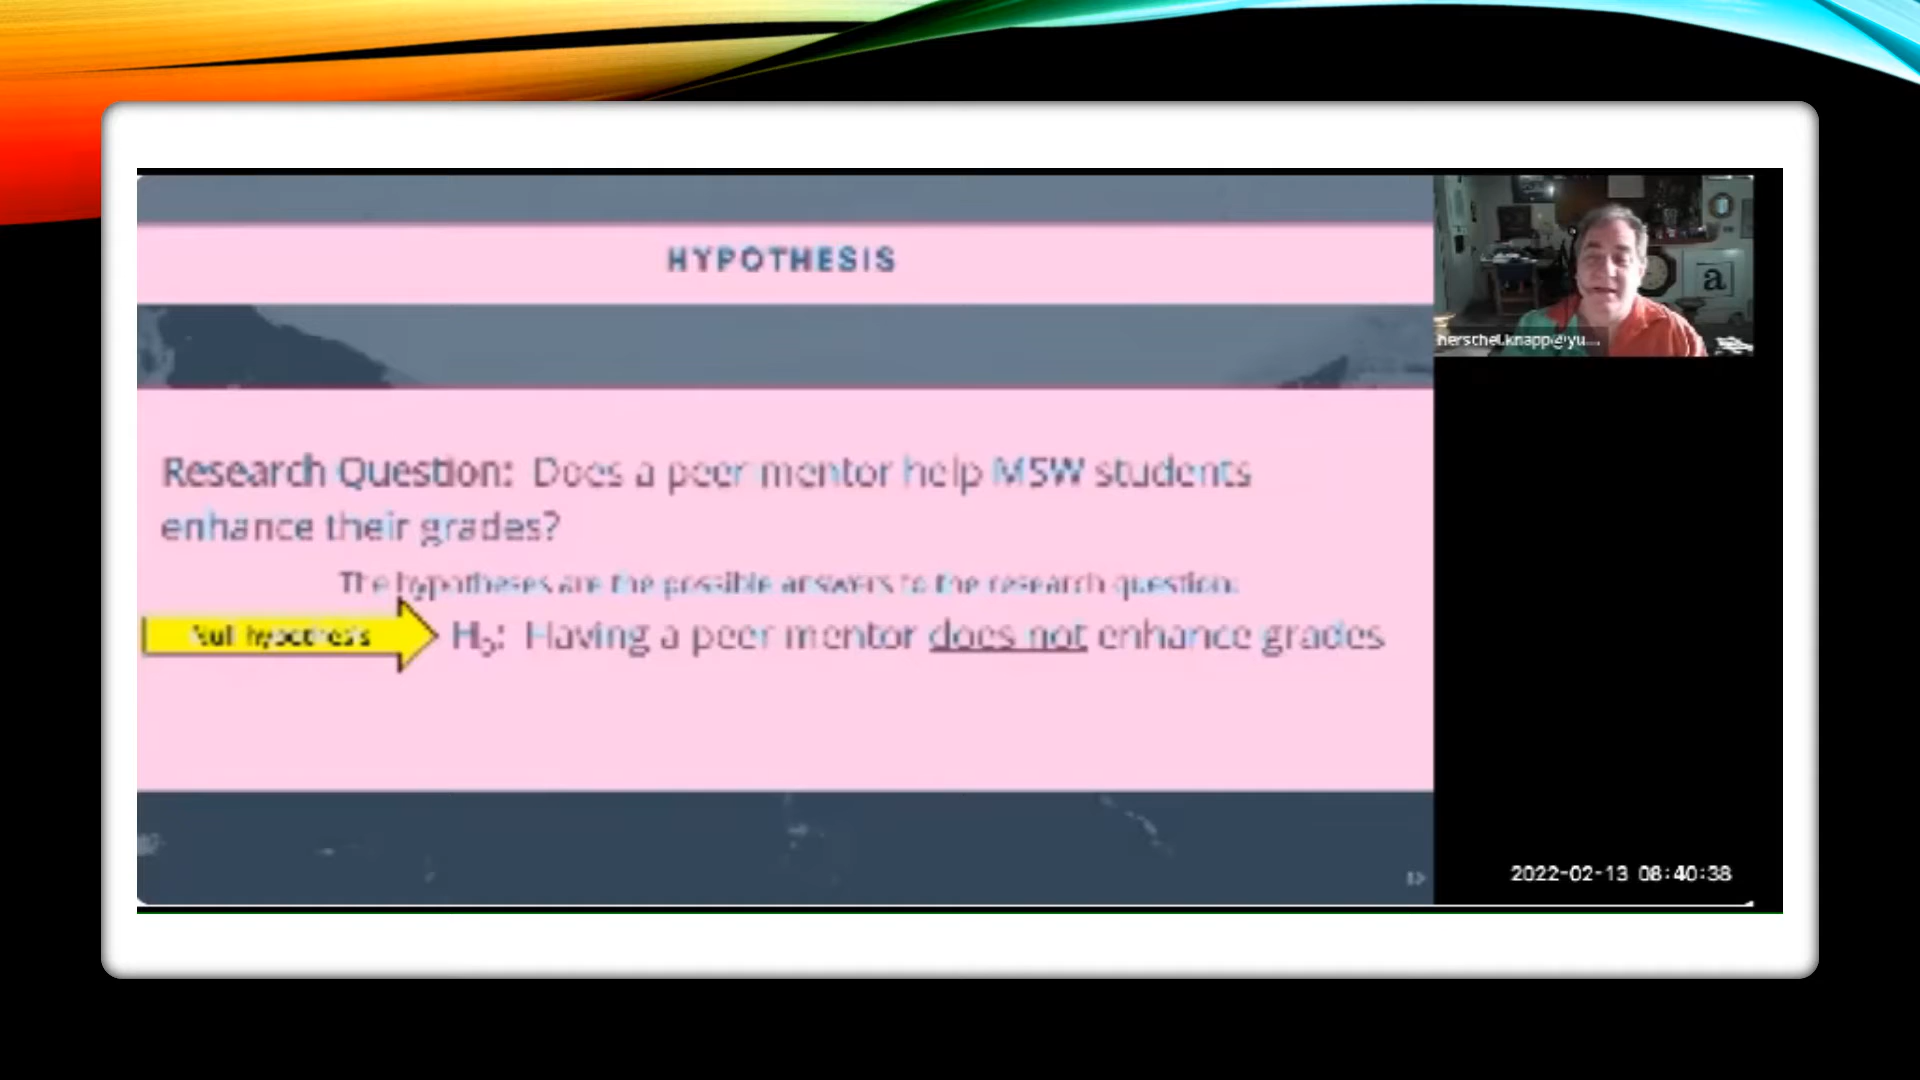 HYPOTHESIS
Research Question: Does a peer mentor help MSW students
enhance their grades?
The hypotheses are the possible answers to the research question:
Null hypothesis
H₀: Having a peer mentor does not enhance grades
a
herschel.knapp@yu...
2022-02-13 08:40:38